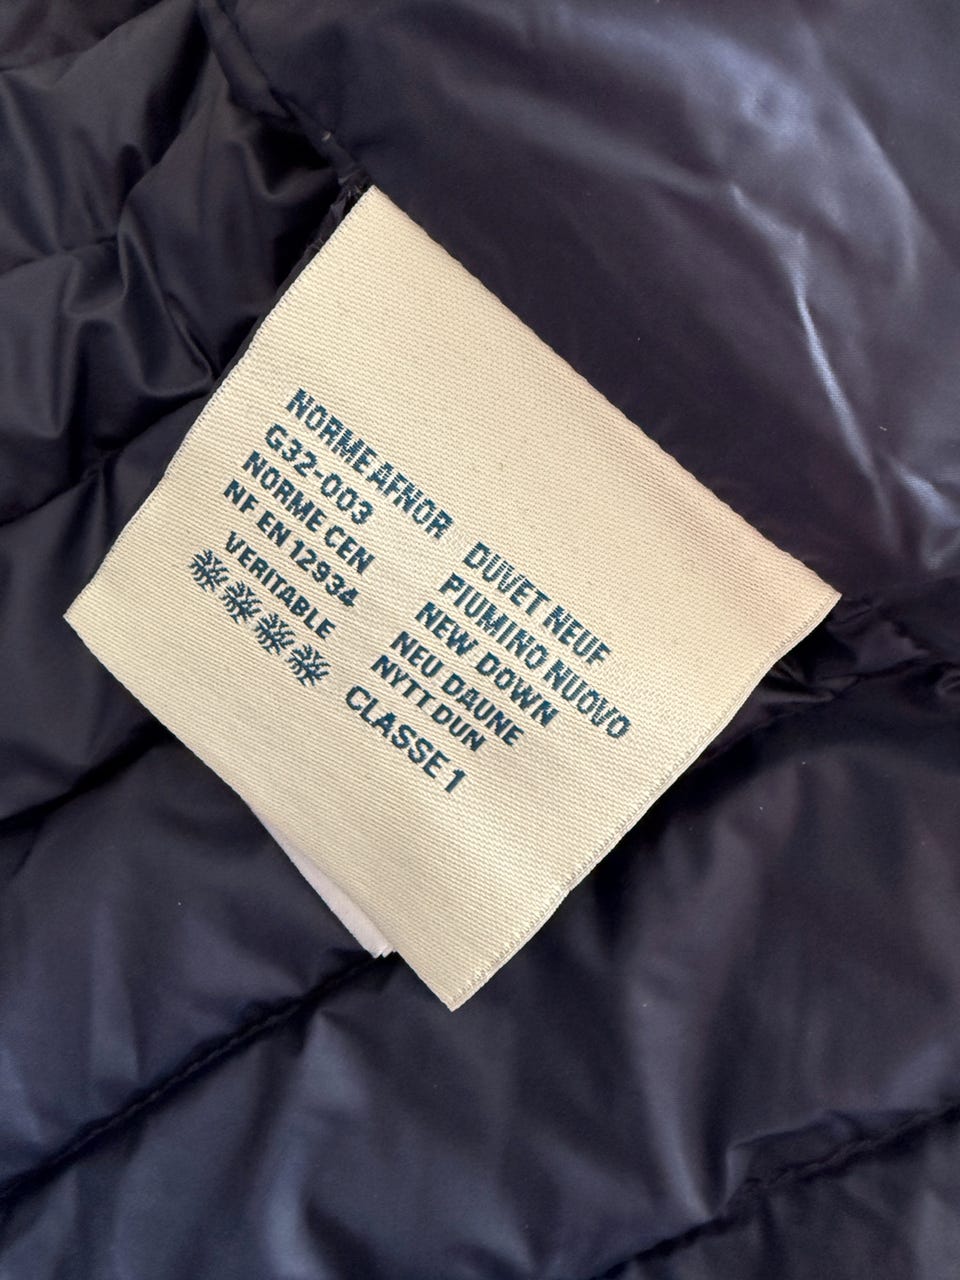 NORME AFNOR
G32-003
NORME CEN
NF EN 12934
VERITABLE
DUVET NEUF
PIUMINO NUOVO
NEW DOWN
NEU DAUNE
NYTT DUN
CLASSE 1